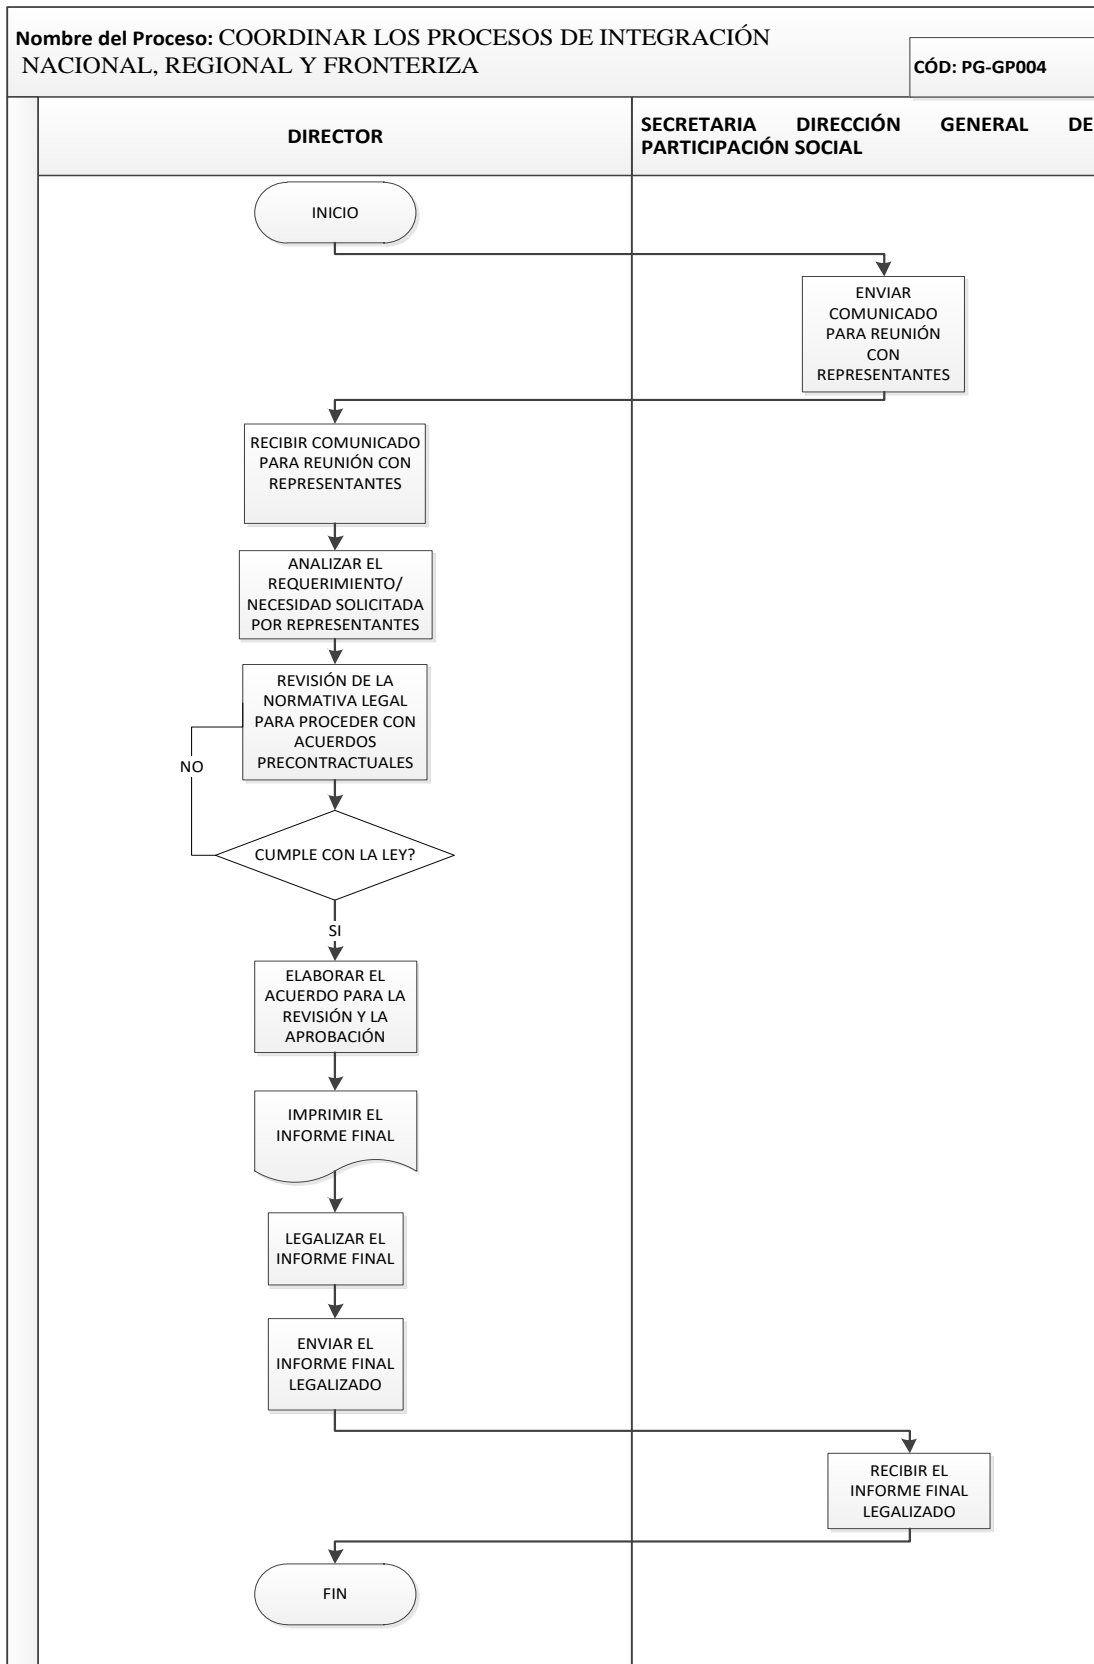 Nombre del Proceso: COORDINAR LOS PROCESOS DE INTEGRACIÓN
NACIONAL, REGIONAL Y FRONTERIZA
CÓD: PG-GP004
DIRECTOR
SECRETARIA DIRECCIÓN GENERAL DE
PARTICIPACIÓN SOCIAL
INICIO
ENVIAR
COMUNICADO
PARA REUNIÓN
CON
REPRESENTANTES
RECIBIR COMUNICADO
PARA REUNIÓN CON
REPRESENTANTES
ANALIZAR EL
REQUERIMIENTO/
NECESIDAD SOLICITADA
POR REPRESENTANTES
REVISIÓN DE LA
NORMATIVA LEGAL
PARA PROCEDER CON
ACUERDOS
PRECONTRACTUALES
NO
CUMPLE CON LA LEY?
SI
ELABORAR EL
ACUERDO PARA LA
REVISIÓN Y LA
APROBACIÓN
IMPRIMIR EL
INFORME FINAL
LEGALIZAR EL
INFORME FINAL
ENVIAR EL
INFORME FINAL
LEGALIZADO
RECIBIR EL
INFORME FINAL
LEGALIZADO
FIN